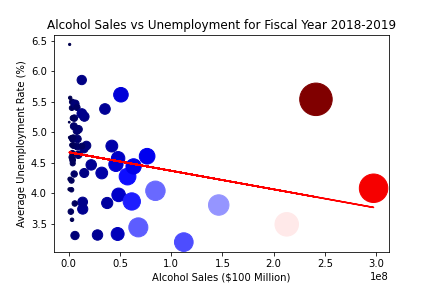 Alcohol Sales vs Unemployment for Fiscal Year 2018-2019
6.5
6.0
5.5
5.0
4.5
4.0
3.5
Average Unemployment Rate (%)
0.0 0.5 1.0 1.5 2.0 2.5 3.0
1e8
Alcohol Sales ($100 Million)